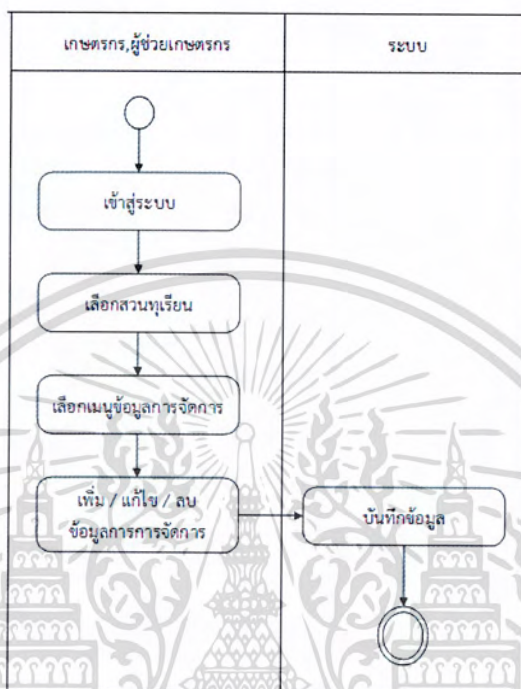 เกษตรกร,ผู้ช่วยเกษตรกร
ระบบ
เข้าสู่ระบบ
เลือกสวนทุเรียน
เลือกเมนูข้อมูลการจัดการ
เพิ่ม / แก้ไข / ลบ
ข้อมูลการการจัดการ
บันทึกข้อมูล